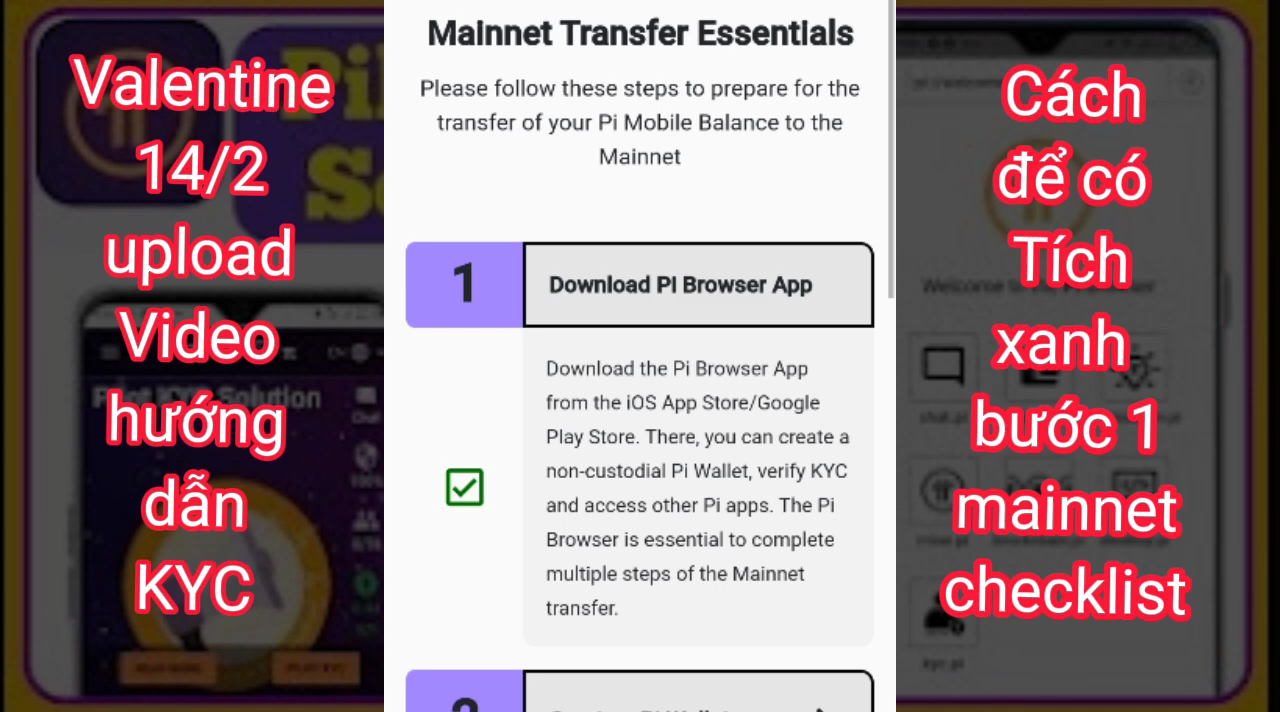 Valentine
14/2
upload
Video
hướng
dẫn
KYC
Mainnet Transfer Essentials
Please follow these steps to prepare for the
transfer of your Pi Mobile Balance to the
Mainnet
1
Download Pi Browser App
Download the Pi Browser App
from the iOS App Store/Google
Play Store. There, you can create a
non-custodial Pi Wallet, verify KYC
and access other Pi apps. The Pi
Browser is essential to complete
multiple steps of the Mainnet
transfer.
2
Cách
để có
Tích
xanh
bước 1
mainnet
checklist